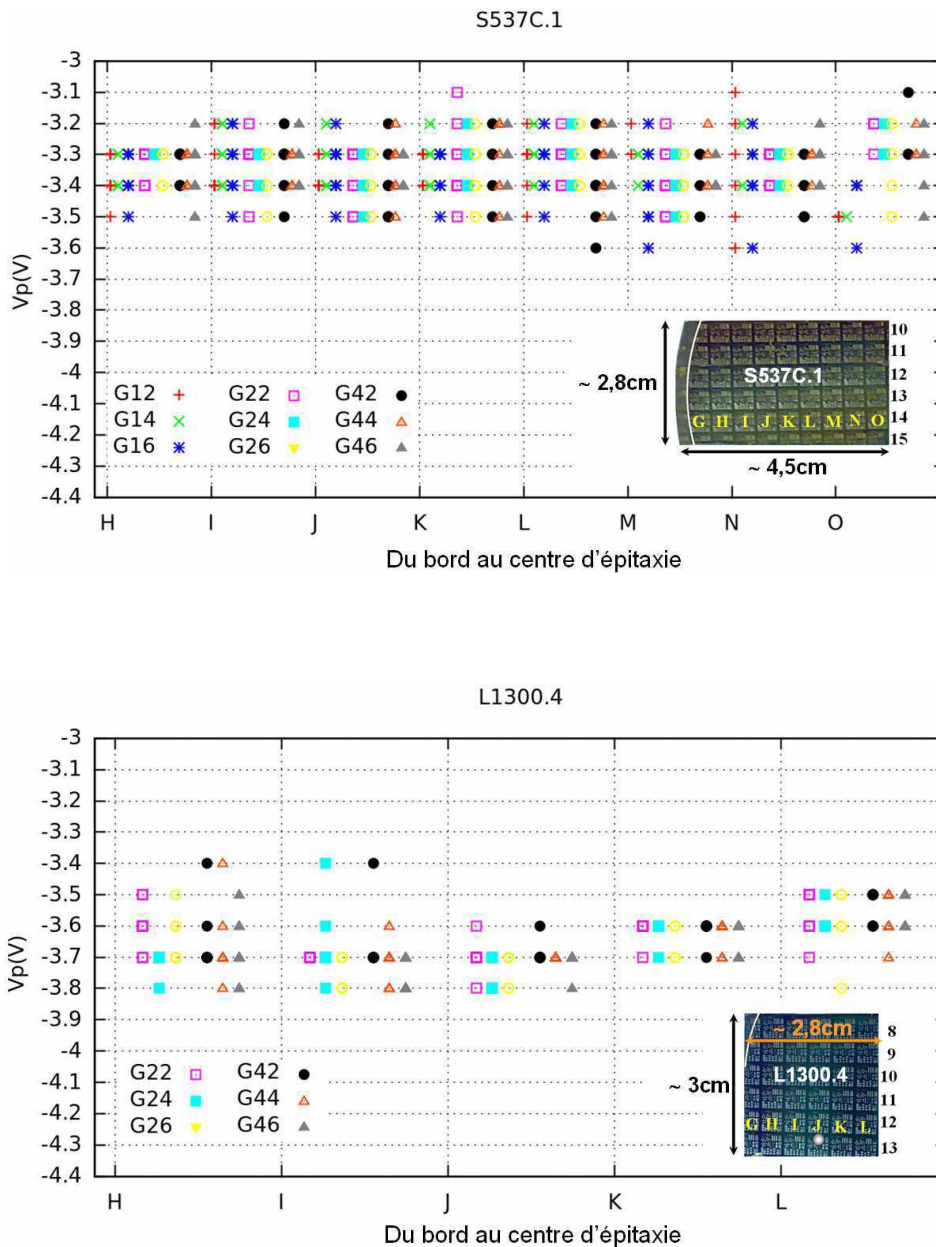 S537C.1
-3
-3.1
-3.2
-3.3
-3.4
-3.5
-3.6
-3.7
-3.8
-3.9
-4
-4.1
-4.2
-4.3
-4.4
Vp(V)
G12 G22 G42
G14 G24 G44
G16 G26 G46
~ 2,8cm
S537C.1
G H I J K L M N O
10
11
12
13
14
15
~ 4,5cm
H I J K L M N O
Du bord au centre d'épitaxie
L1300.4
-3
-3.1
-3.2
-3.3
-3.4
-3.5
-3.6
-3.7
-3.8
-3.9
-4
-4.1
-4.2
-4.3
-4.4
Vp(V)
G22 G42
G24 G44
G26 G46
~ 3cm
~ 2,8cm
L1300.4
G H I J K L
8
9
10
11
12
13
H I J K L
Du bord au centre d'épitaxie